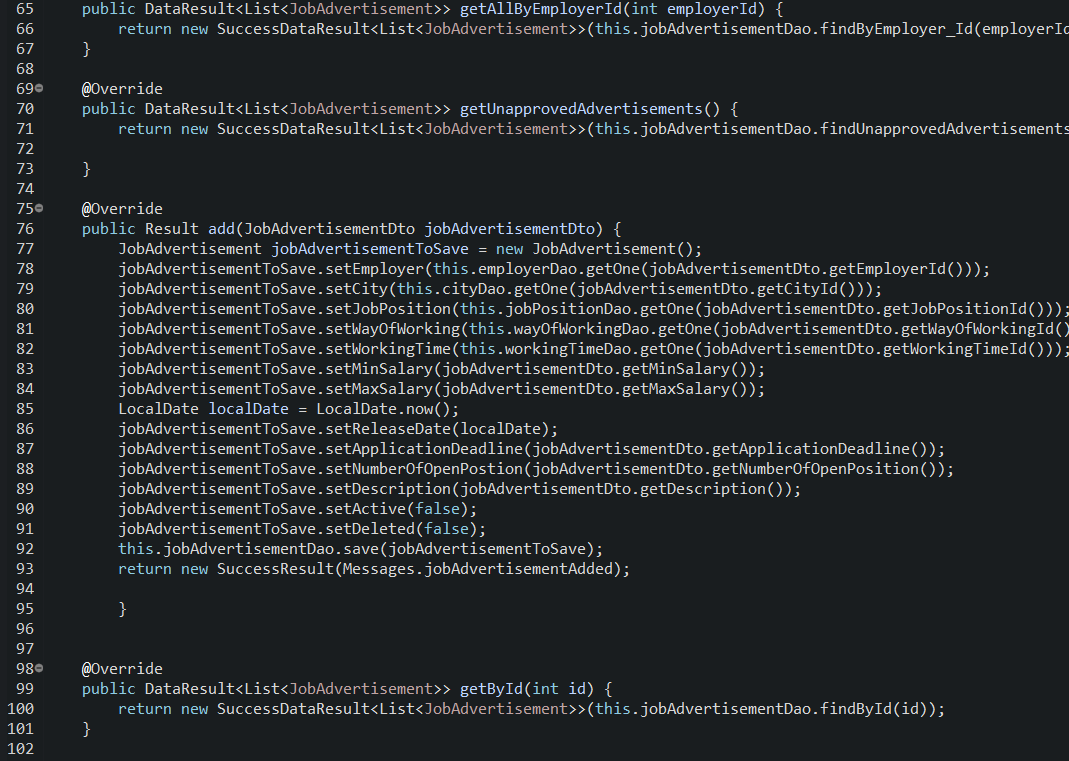 65 public DataResult<List<JobAdvertisement>> getAllByEmployerId(int employerId) {
66 return new SuccessDataResult<List<JobAdvertisement>>(this.jobAdvertisementDao.findByEmployer_Id(employerId
67 }
68
69 @Override
70 public DataResult<List<JobAdvertisement>> getUnapprovedAdvertisements() {
71 return new SuccessDataResult<List<JobAdvertisement>>(this.jobAdvertisementDao.findUnapprovedAdvertisements
72
73 }
74
75 @Override
76 public Result add(JobAdvertisementDto jobAdvertisementDto) {
77 JobAdvertisement jobAdvertisementToSave = new JobAdvertisement();
78 jobAdvertisementToSave.setEmployer(this.employerDao.getOne(jobAdvertisementDto.getEmployerId()));
79 jobAdvertisementToSave.setCity(this.cityDao.getOne(jobAdvertisementDto.getCityId()));
80 jobAdvertisementToSave.setJobPosition(this.jobPositionDao.getOne(jobAdvertisementDto.getJobPositionId()));
81 jobAdvertisementToSave.setWayOfWorking(this.wayOfWorkingDao.getOne(jobAdvertisementDto.getWayOfWorkingId()
82 jobAdvertisementToSave.setWorkingTime(this.workingTimeDao.getOne(jobAdvertisementDto.getWorkingTimeId()));
83 jobAdvertisementToSave.setMinSalary(jobAdvertisementDto.getMinSalary());
84 jobAdvertisementToSave.setMaxSalary(jobAdvertisementDto.getMaxSalary());
85 LocalDate localDate = LocalDate.now();
86 jobAdvertisementToSave.setReleaseDate(localDate);
87 jobAdvertisementToSave.setApplicationDeadline(jobAdvertisementDto.getApplicationDeadline());
88 jobAdvertisementToSave.setNumberOfOpenPostion(jobAdvertisementDto.getNumberOfOpenPosition());
89 jobAdvertisementToSave.setDescription(jobAdvertisementDto.getDescription());
90 jobAdvertisementToSave.setActive(false);
91 jobAdvertisementToSave.setDeleted(false);
92 this.jobAdvertisementDao.save(jobAdvertisementToSave);
93 return new SuccessResult(Messages.jobAdvertisementAdded);
94
95 }
96
97
98 @Override
99 public DataResult<List<JobAdvertisement>> getById(int id) {
100 return new SuccessDataResult<List<JobAdvertisement>>(this.jobAdvertisementDao.findById(id));
101 }
102